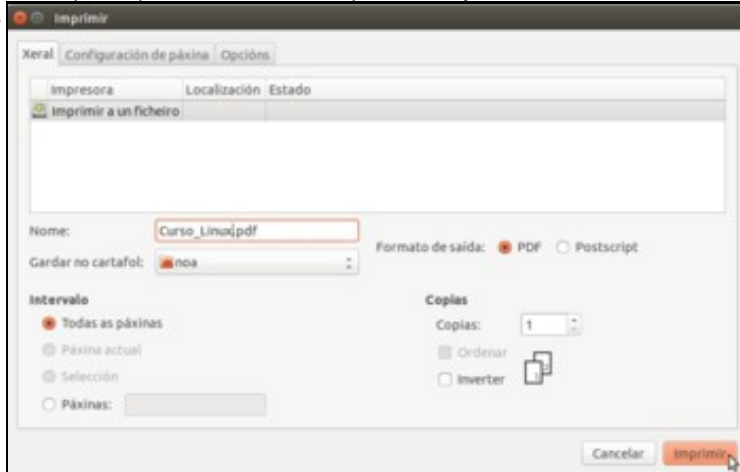 Imprimir
Xeral Configuración de páxina Opcións
Impresora Localización Estado
Imprimir a un ficheiro
Nome: Curso_Linux.pdf
Formato de saída: PDF Postscript
Gardar no cartafol: noa
Intervalo Copias
Todas as páxinas Copias: 1
Páxina actual Ordenar
Selección Inverter
Páxinas:
Cancelar Imprimir